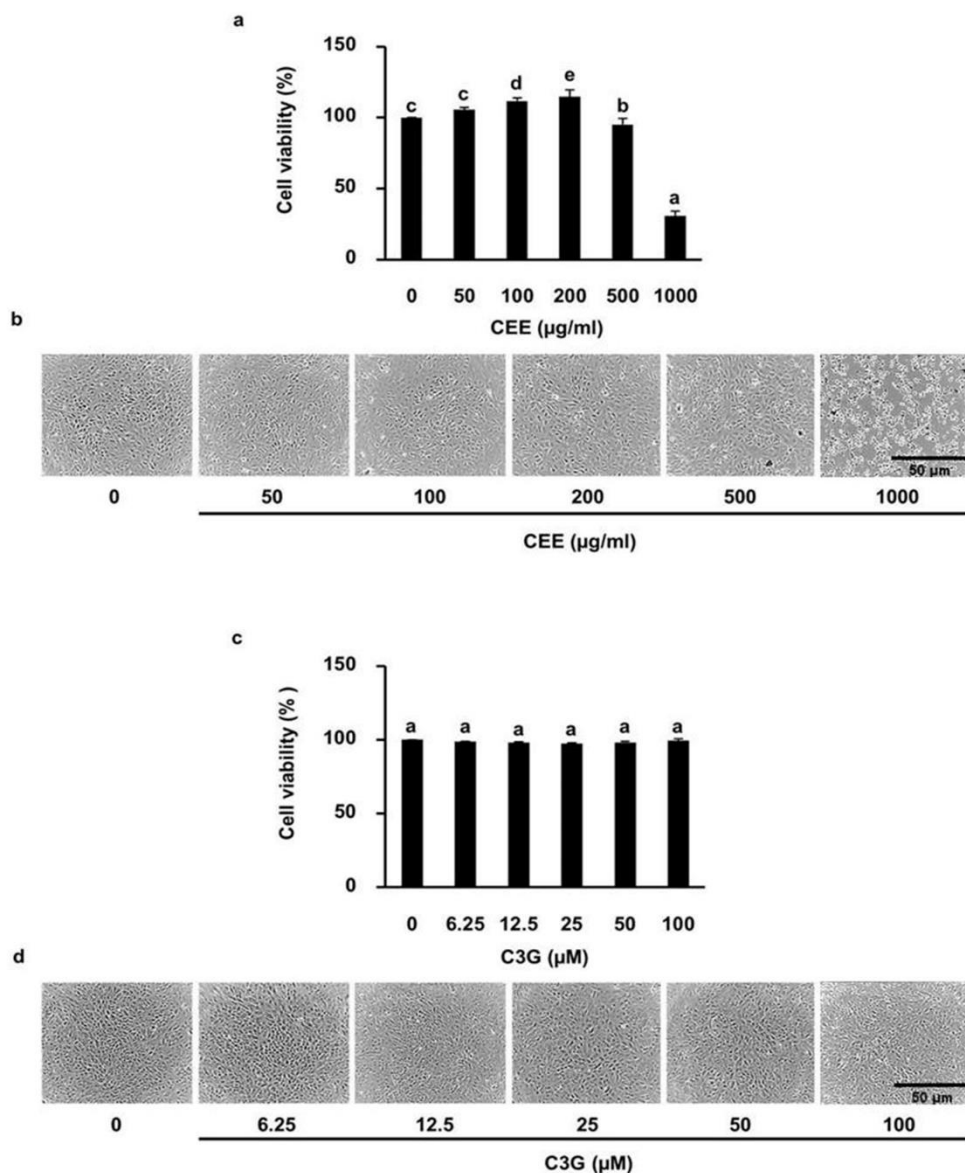 a
150
100
50
0
Cell viability (%)
c c d e b a
0 50 100 200 500 1000
CEE (µg/ml)
b
50 µm
0 50 100 200 500 1000
CEE (µg/ml)
c
150
100
50
0
Cell viability (% )
a a a a a a
0 6.25 12.5 25 50 100
C3G (µM)
d
50 µm
0 6.25 12.5 25 50 100
C3G (µM)